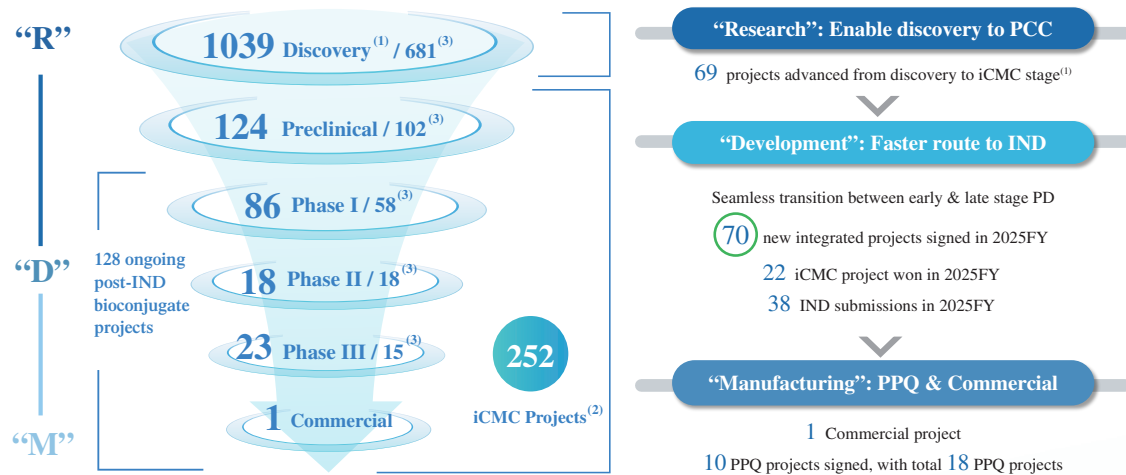 “R”
1039 Discovery(1) / 681(3)
124 Preclinical / 102(3)
86 Phase I / 58(3)
“D”
128 ongoing
post-IND
bioconjugate
projects
18 Phase II / 18(3)
23 Phase III / 15(3)
252
iCMC Projects(2)
1 Commercial
“M”
“Research”: Enable discovery to PCC
69 projects advanced from discovery to iCMC stage(1)
“Development”: Faster route to IND
Seamless transition between early & late stage PD
70 new integrated projects signed in 2025FY
22 iCMC project won in 2025FY
38 IND submissions in 2025FY
“Manufacturing”: PPQ & Commercial
1 Commercial project
10 PPQ projects signed, with total 18 PPQ projects